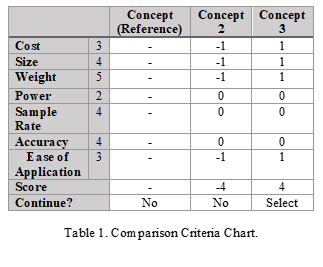 Concept Concept Concept
(Reference) 2 3
Cost 3 - -1 1
Size 4 - -1 1
Weight 5 - -1 1
Power 2 - 0 0
Sample 4 - 0 0
Rate
Accuracy 4 - 0 0
Ease of 3 - -1 1
Application
Score - -4 4
Continue? No No Select
Table 1. Comparison Criteria Chart.